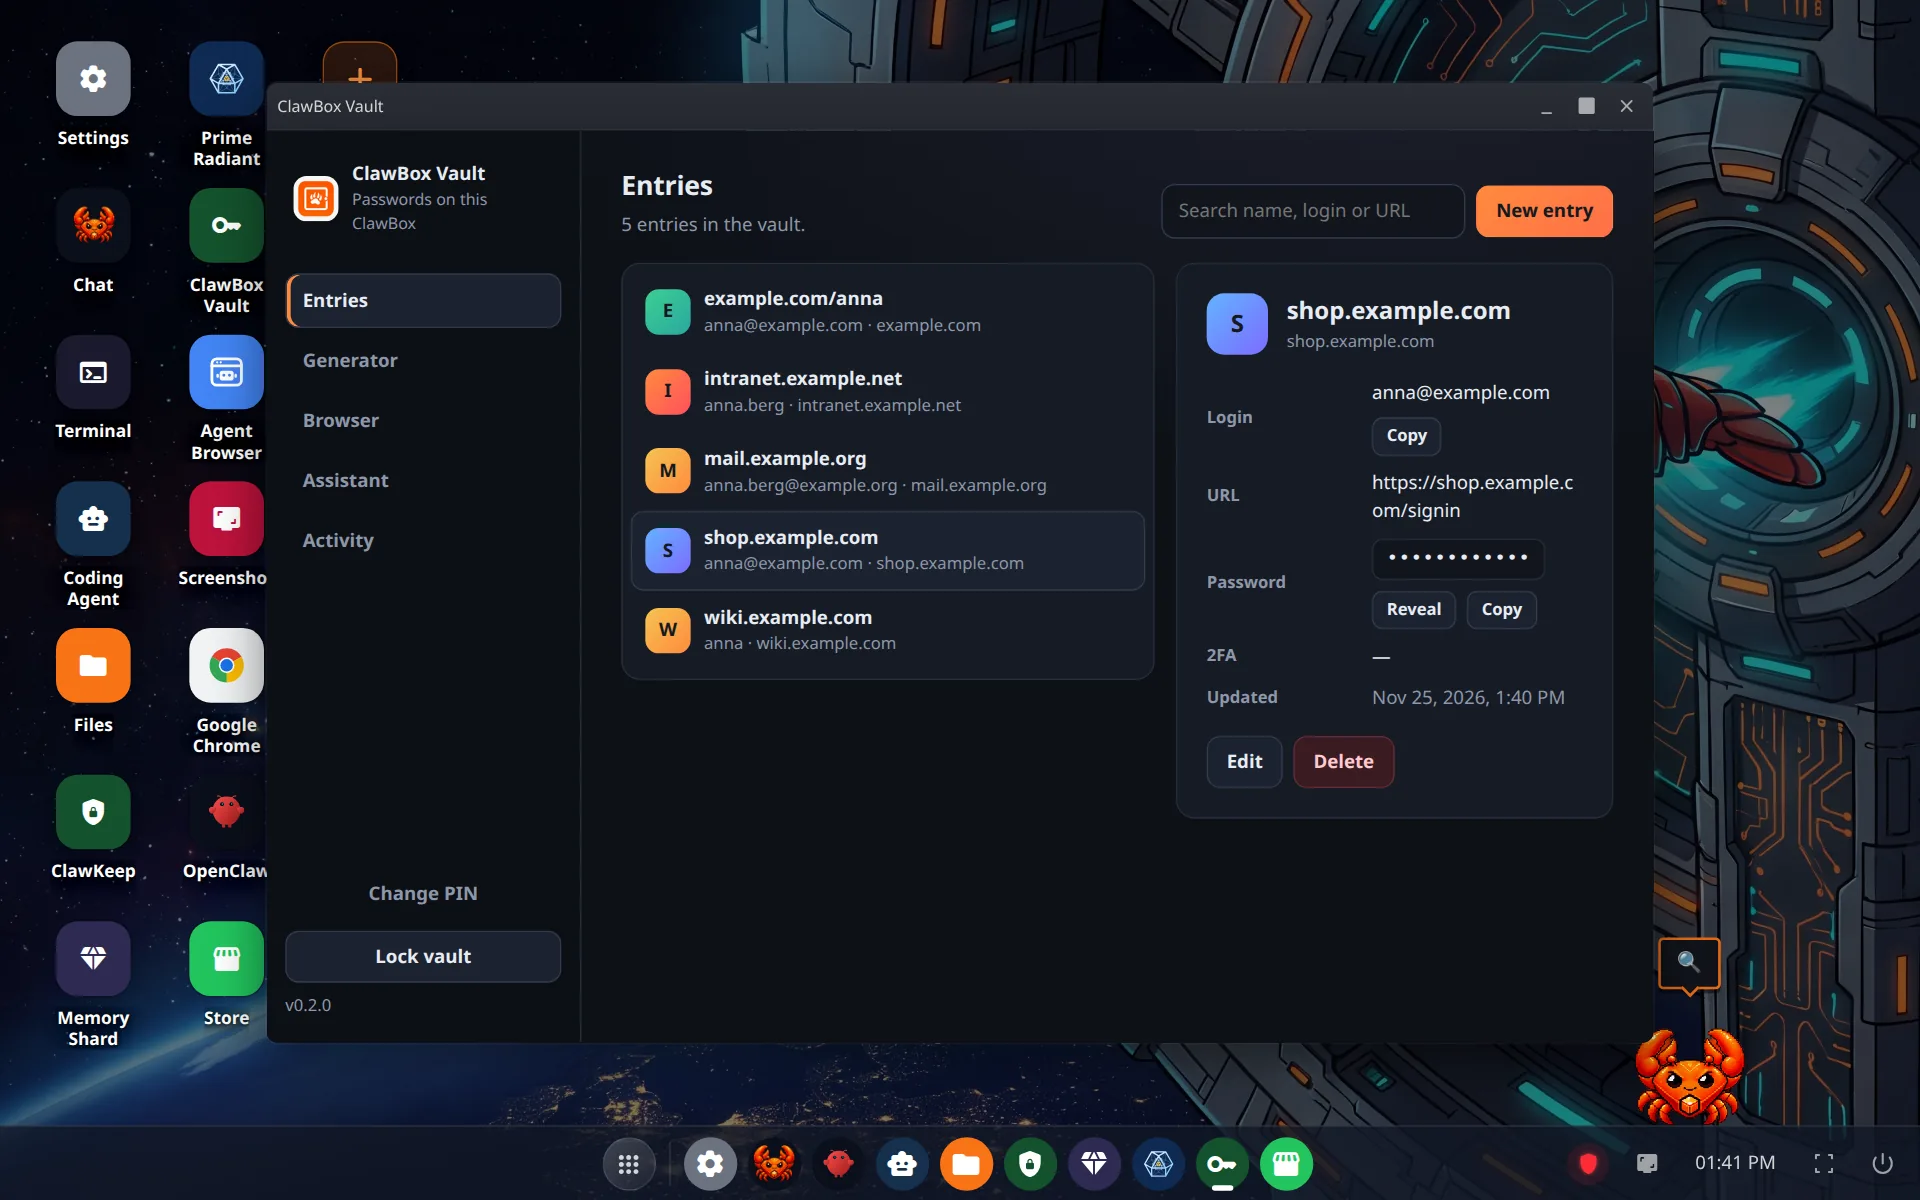 Settings
Prime
Radiant
Chat
ClawBox
Vault
Terminal
Agent
Browser
Coding
Agent
Screensho
Files
Google
Chrome
ClawKeep
OpenClaw
Memory
Shard
Store
ClawBox Vault
ClawBox Vault
Passwords on this
ClawBox
Entries
Generator
Browser
Assistant
Activity
Change PIN
Lock vault
v0.2.0
Entries
5 entries in the vault.
Search name, login or URL
New entry
E
example.com/anna
anna@example.com · example.com
I
intranet.example.net
anna.berg · intranet.example.net
M
mail.example.org
anna.berg@example.org · mail.example.org
S
shop.example.com
anna@example.com · shop.example.com
W
wiki.example.com
anna · wiki.example.com
S
shop.example.com
shop.example.com
Login
anna@example.com
Copy
URL
https://shop.example.c
om/signin
Password
••••••••••••
Reveal
Copy
2FA
—
Updated
Nov 25, 2026, 1:40 PM
Edit
Delete
01:41 PM